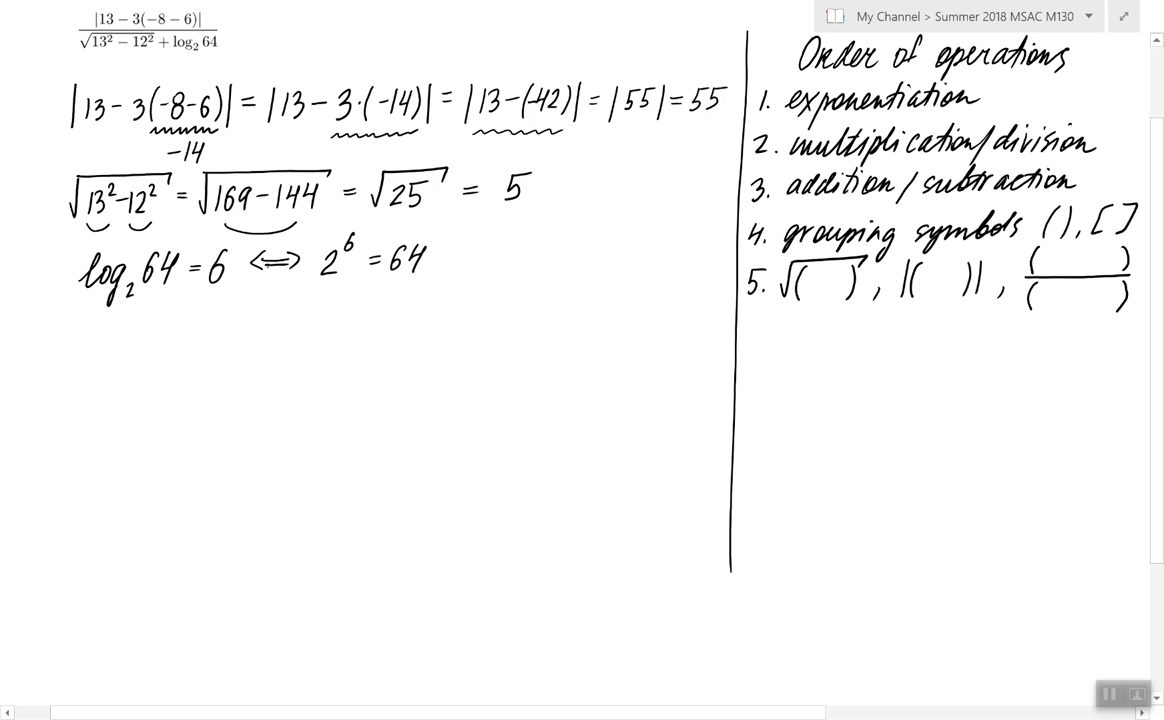 |13 − 3(−8 − 6)|
√13² − 12² + log₂ 64
My Channel > Summer 2018 MSAC M130
|13 − 3(−8−6)| = |13 − 3·(−14)| = |13−(−42)| = |55| = 55
−14
√13²−12² = √169 − 144 = √25 = 5
log₂ 64 = 6 ⟺ 2⁶ = 64
Order of operations
1. exponentiation
2. multiplication/division
3. addition/subtraction
4. grouping symbols ( ), [ ]
5. √( ), |( )|, ( )/( )